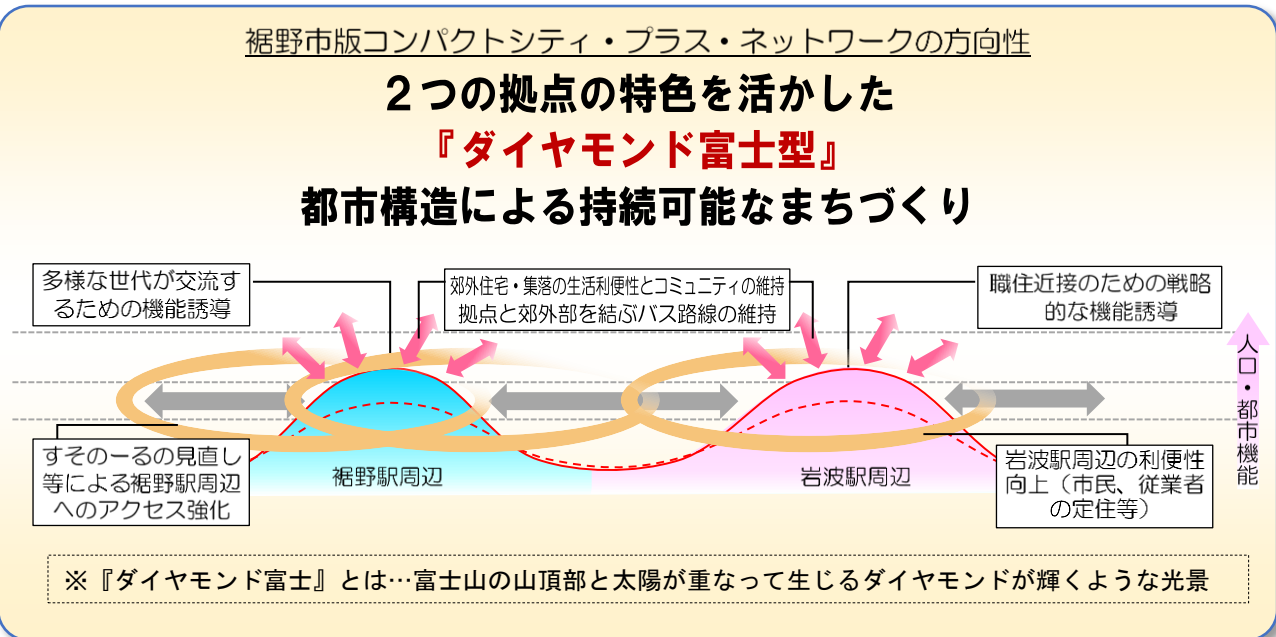 裾野市版コンパクトシティ・プラス・ネットワークの方向性
２つの拠点の特色を活かした
『ダイヤモンド富士型』
都市構造による持続可能なまちづくり
多様な世代が交流す
るための機能誘導
郊外住宅・集落の生活利便性とコミュニティの維持
拠点と郊外部を結ぶバス路線の維持
職住近接のための戦略
的な機能誘導
人口・都市機能
すそのーるの見直し
等による裾野駅周辺
へのアクセス強化
裾野駅周辺
岩波駅周辺
岩波駅周辺の利便性
向上（市民、従業者
の定住等）
※『ダイヤモンド富士』とは…富士山の山頂部と太陽が重なって生じるダイヤモンドが輝くような光景